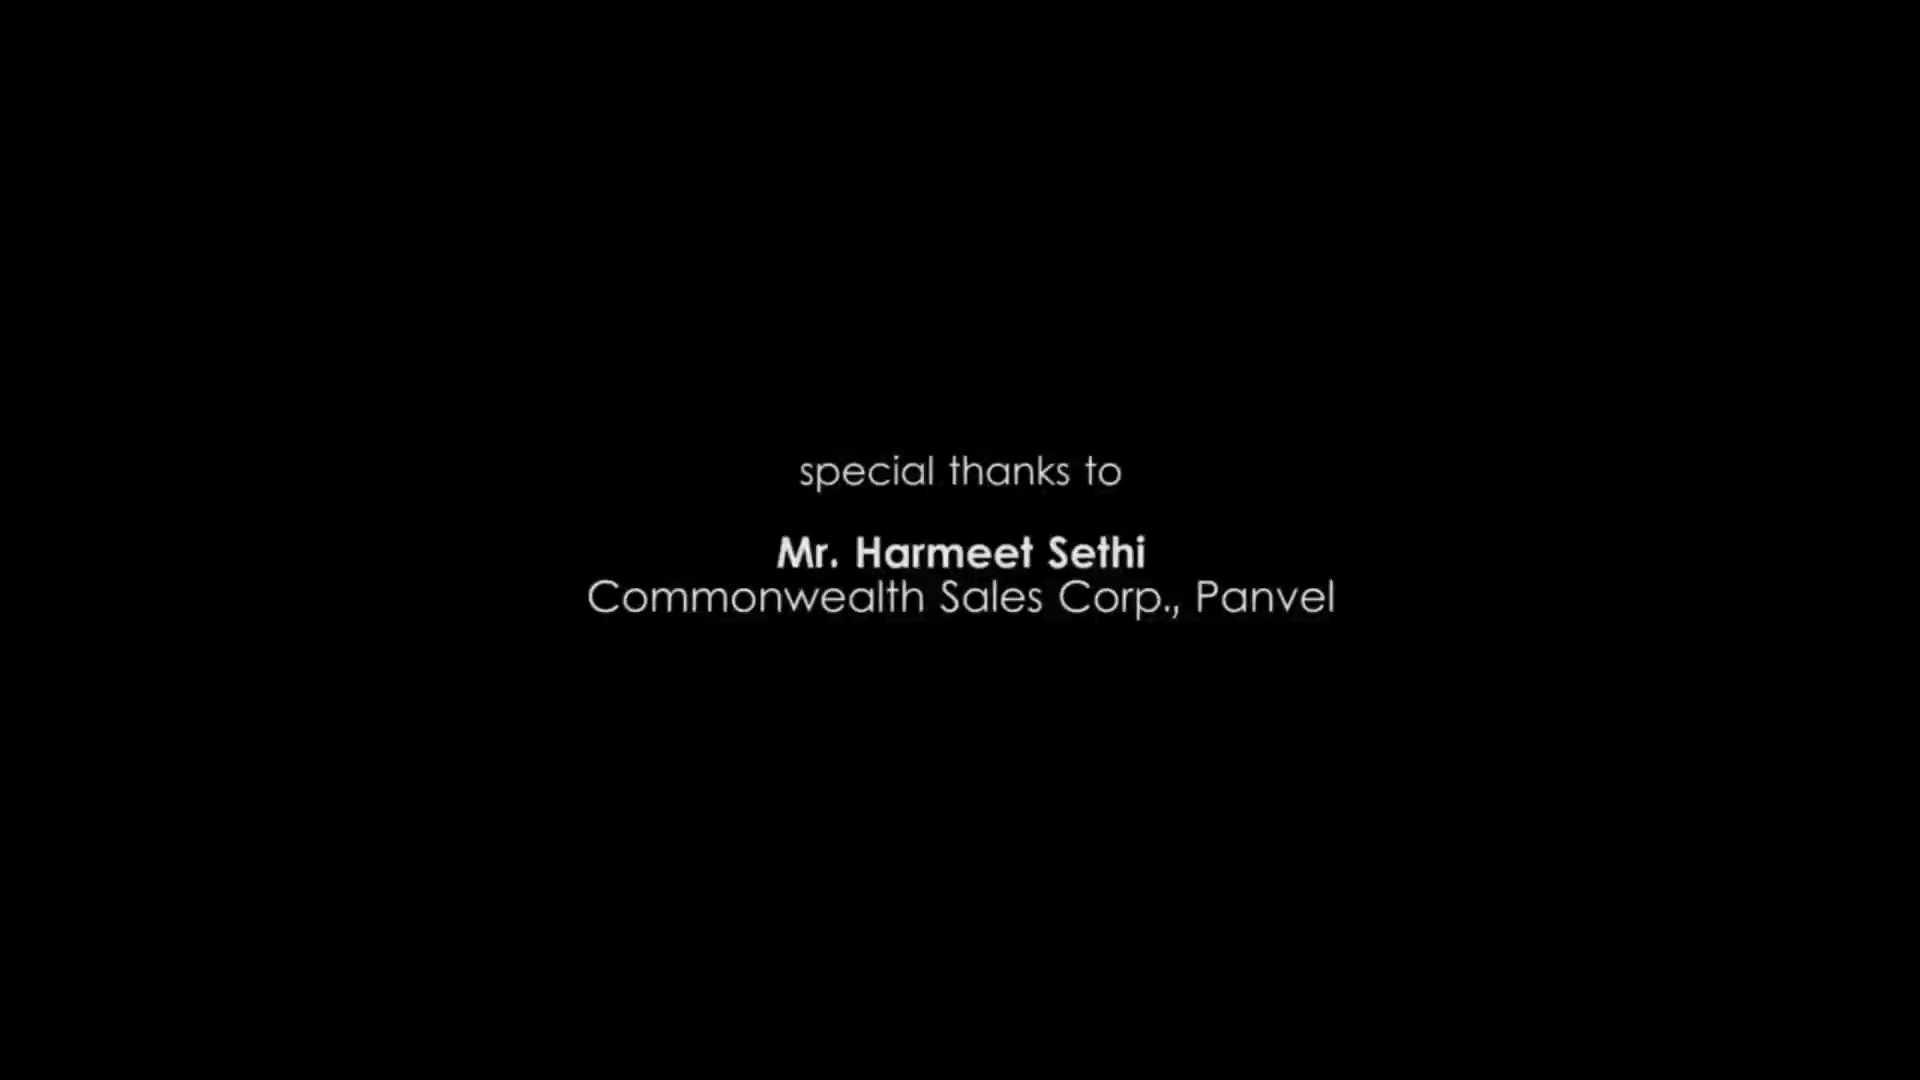 special thanks to
Mr. Harmeet Sethi
Commonwealth Sales Corp., Panvel